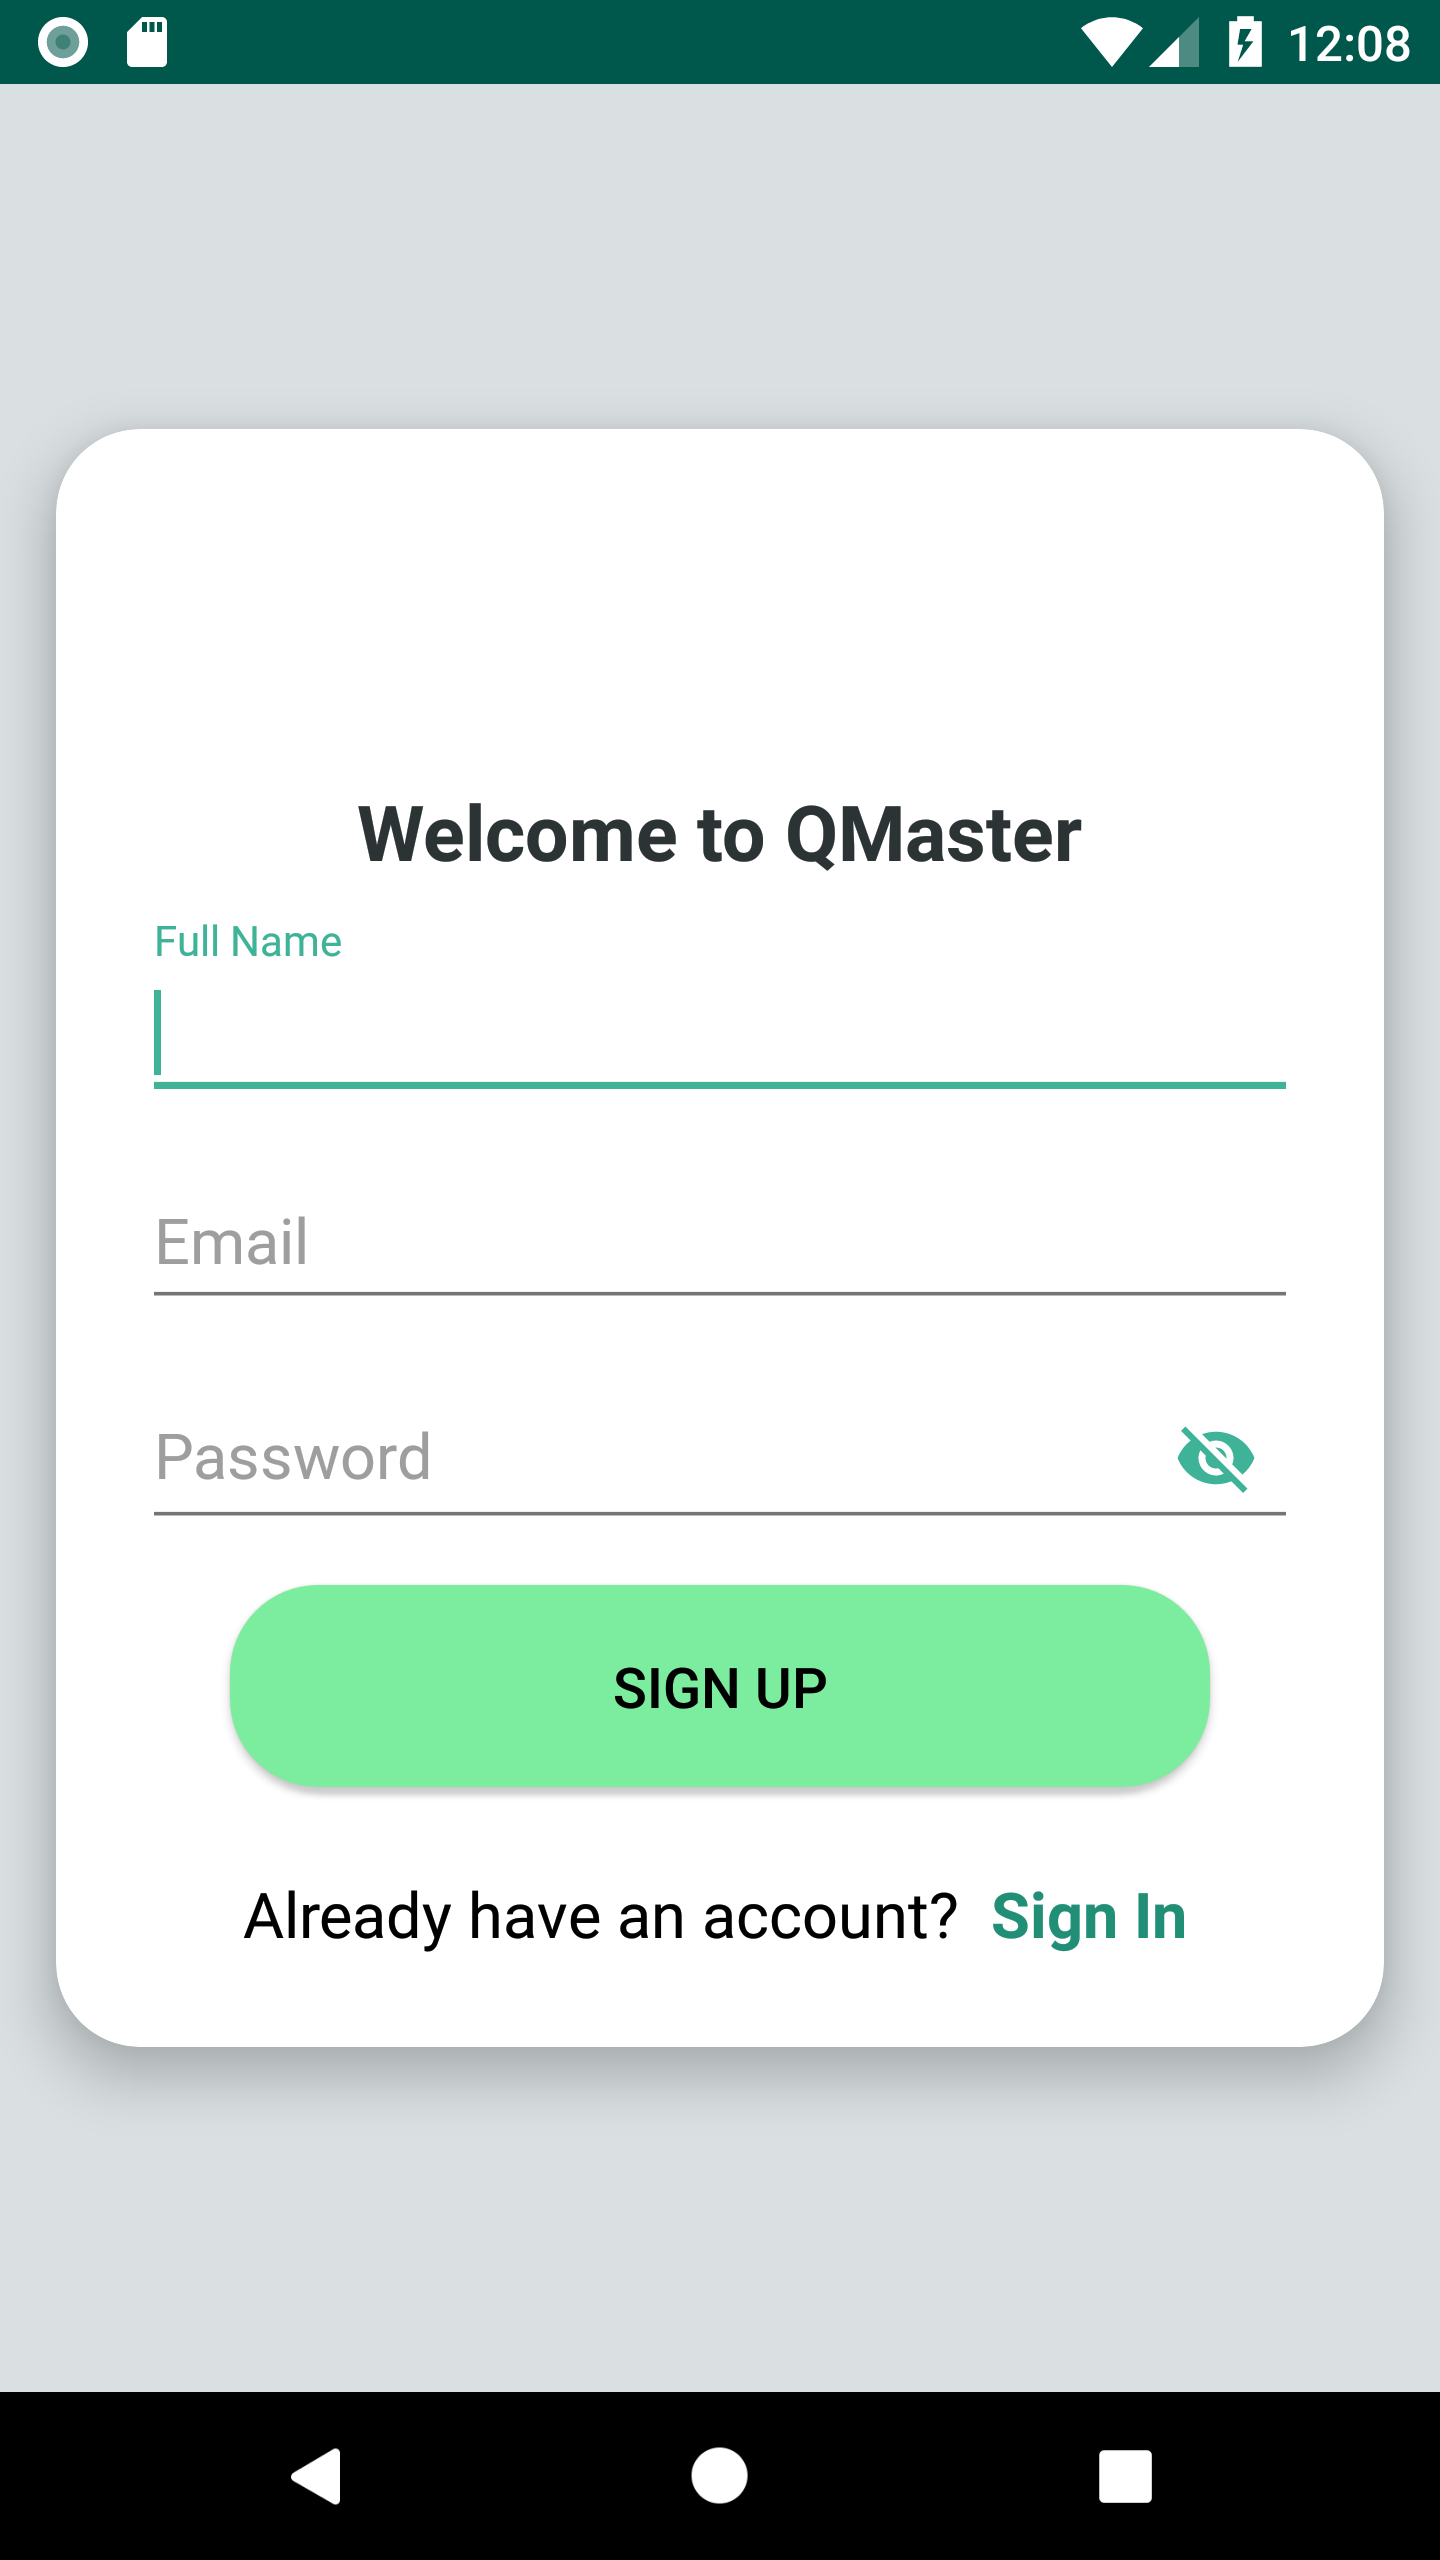 12:08
Welcome to QMaster
Full Name
Email
Password
SIGN UP
Already have an account? Sign In